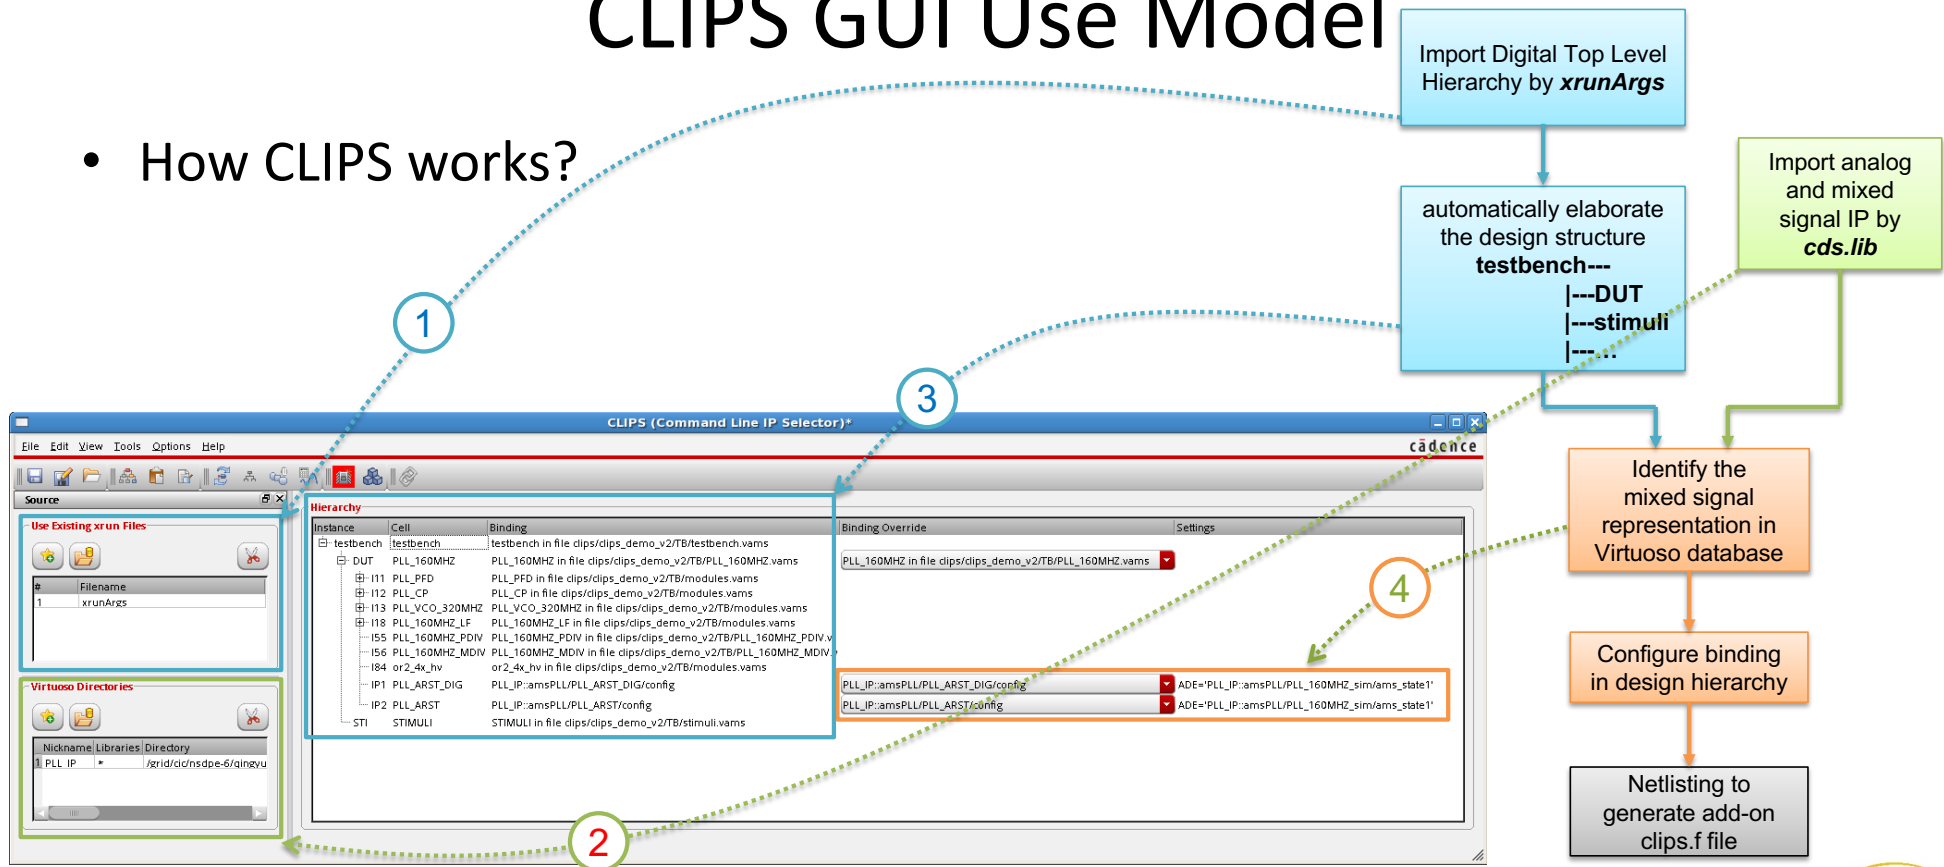 CLIPS GUI Use Model
• How CLIPS works?
Import Digital Top Level
Hierarchy by xrunArgs
automatically elaborate
the design structure
testbench---
|---DUT
|---stimuli
|---...
Import analog
and mixed
signal IP by
cds.lib
1
3
CLIPS (Command Line IP Selector)*
File Edit View Tools Options Help
cādence
Source
Use Existing xrun Files
# Filename
1 xrunArgs
Virtuoso Directories
Nickname Libraries Directory
1 PLL_IP * /grid/cic/nsdpe-6/qingyu
Hierarchy
Instance Cell Binding Binding Override Settings
testbench testbench testbench in file clips/clips_demo_v2/TB/testbench.vams
DUT PLL_160MHZ PLL_160MHZ in file clips/clips_demo_v2/TB/PLL_160MHZ.vams PLL_160MHZ in file clips/clips_demo_v2/TB/PLL_160MHZ.vams
I11 PLL_PFD PLL_PFD in file clips/clips_demo_v2/TB/modules.vams
I12 PLL_CP PLL_CP in file clips/clips_demo_v2/TB/modules.vams
I13 PLL_VCO_320MHZ PLL_VCO_320MHZ in file clips/clips_demo_v2/TB/modules.vams
I18 PLL_160MHZ_LF PLL_160MHZ_LF in file clips/clips_demo_v2/TB/modules.vams
I55 PLL_160MHZ_PDIV PLL_160MHZ_PDIV in file clips/clips_demo_v2/TB/PLL_160MHZ_PDIV.v
I56 PLL_160MHZ_MDIV PLL_160MHZ_MDIV in file clips/clips_demo_v2/TB/PLL_160MHZ_MDIV.
I84 or2_4x_hv or2_4x_hv in file clips/clips_demo_v2/TB/modules.vams
IP1 PLL_ARST_DIG PLL_IP::amsPLL/PLL_ARST_DIG/config PLL_IP::amsPLL/PLL_ARST_DIG/config ADE='PLL_IP::amsPLL/PLL_160MHZ_sim/ams_state1'
IP2 PLL_ARST PLL_IP::amsPLL/PLL_ARST/config PLL_IP::amsPLL/PLL_ARST/config ADE='PLL_IP::amsPLL/PLL_160MHZ_sim/ams_state1'
STI STIMULI STIMULI in file clips/clips_demo_v2/TB/stimuli.vams
2
4
Identify the
mixed signal
representation in
Virtuoso database
Configure binding
in design hierarchy
Netlisting to
generate add-on
clips.f file